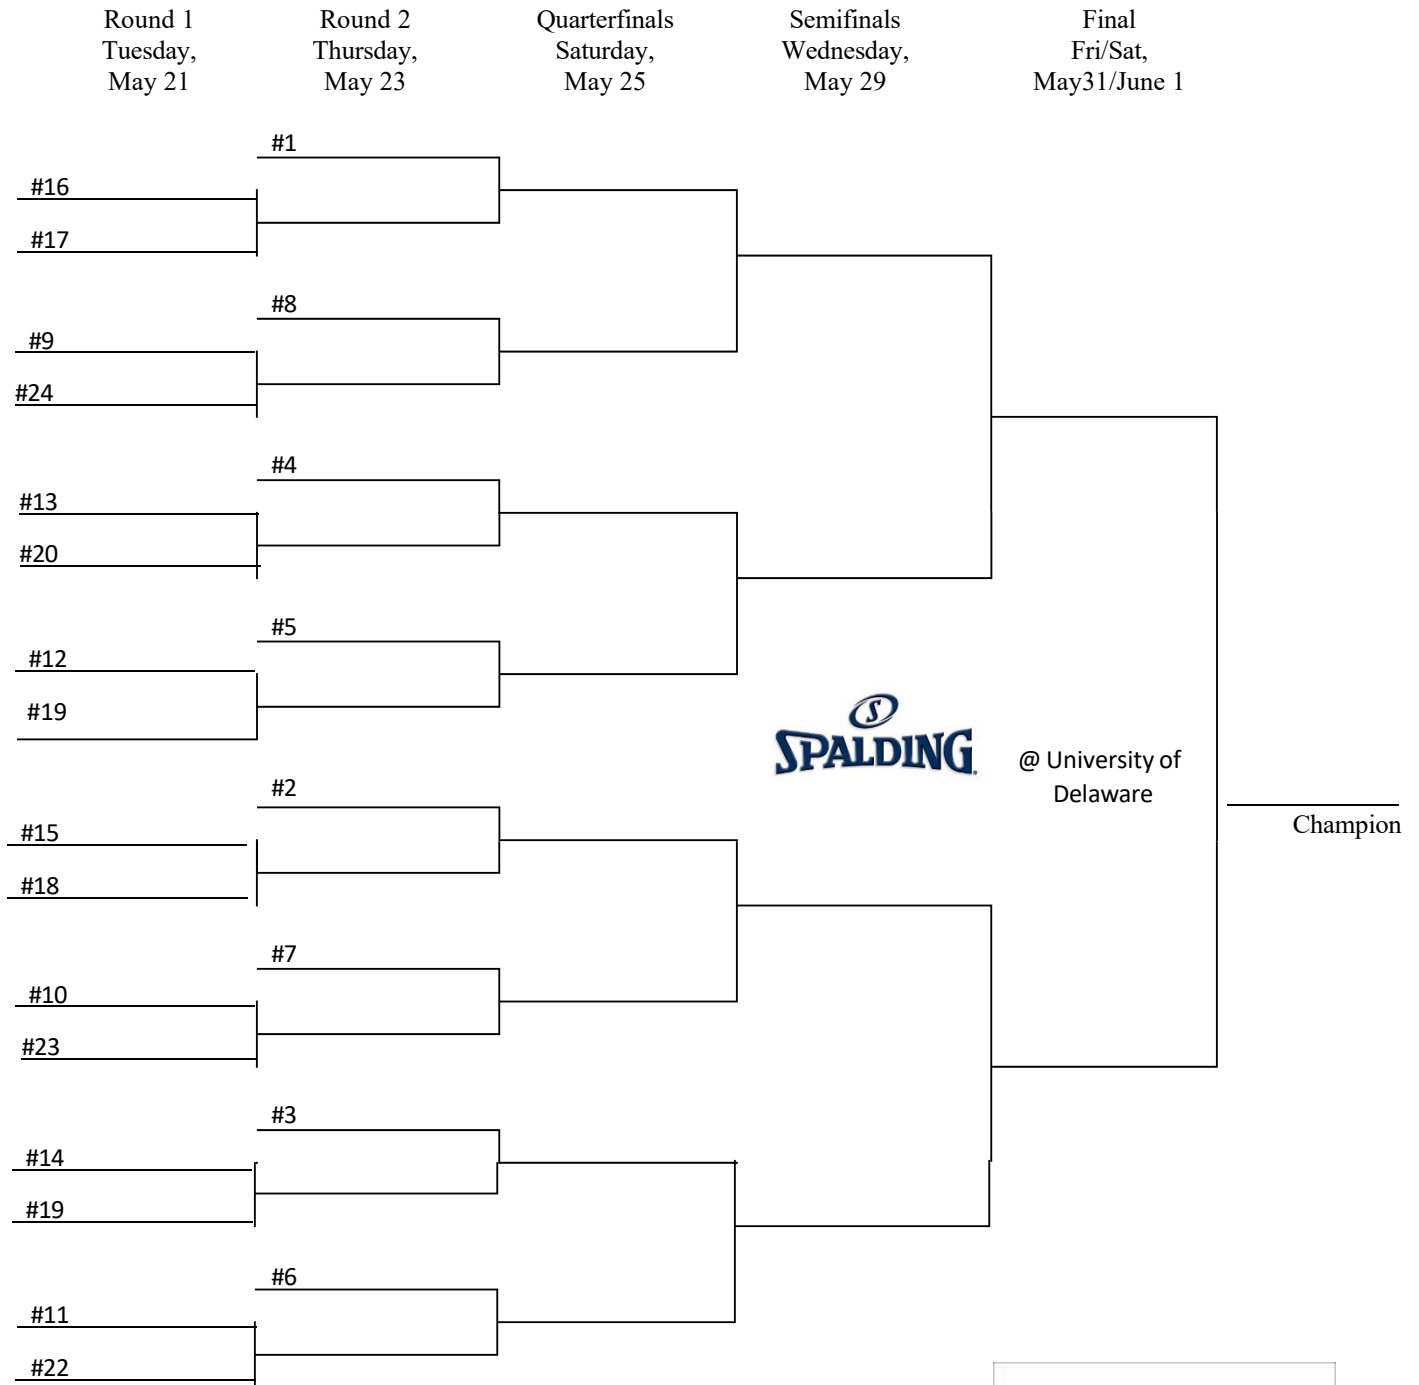 Round 1
Tuesday,
May 21
Round 2
Thursday,
May 23
Quarterfinals
Saturday,
May 25
Semifinals
Wednesday,
May 29
Final
Fri/Sat,
May31/June 1
#1
#16
#17
#8
#9
#24
#4
#13
#20
#5
#12
#19
S
SPALDING
@ University of
Delaware
Champion
#2
#15
#18
#7
#10
#23
#3
#14
#19
#6
#11
#22